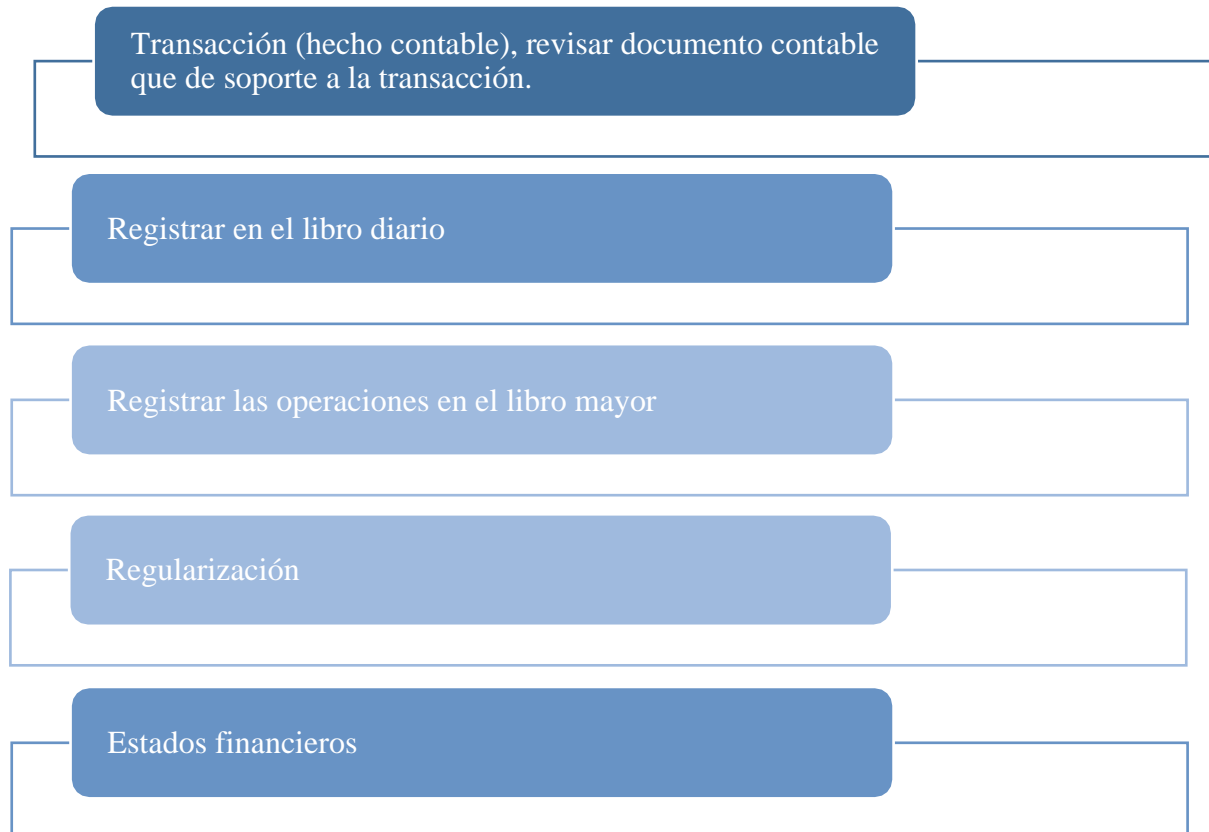 Transacción (hecho contable), revisar documento contable
que de soporte a la transacción.
Registrar en el libro diario
Registrar las operaciones en el libro mayor
Regularización
Estados financieros